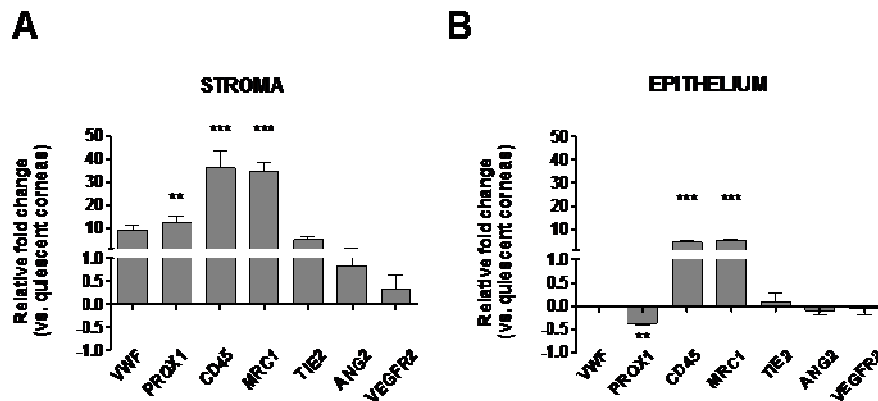 A
STROMA
Relative fold change
(vs. quiescent corneas)
50
40
30
20
10
1.0
0.5
0.0
-0.5
-1.0
**
***
***
VWF
PROX1
CD45
MRC1
TIE2
ANG2
VEGFR2
B
EPITHELIUM
Relative fold change
(vs. quiescent corneas)
50
40
30
20
10
1.0
0.5
0.0
-0.5
-1.0
**
***
***
VWF
PROX1
CD45
MRC1
TIE2
ANG2
VEGFR2